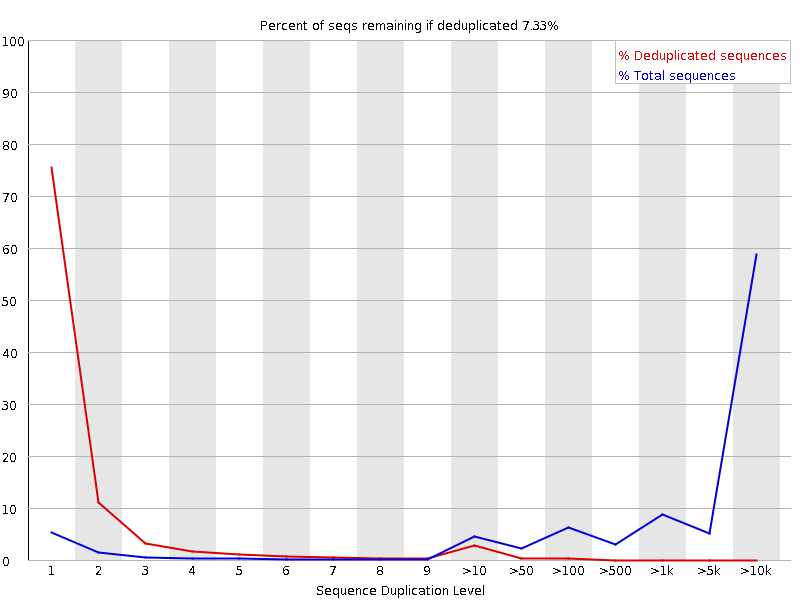 Percent of seqs remaining if deduplicated 7.33%
% Deduplicated sequences
% Total sequences
100
90
80
70
60
50
40
30
20
10
0
1 2 3 4 5 6 7 8 9 >10 >50 >100 >500 >1k >5k >10k
Sequence Duplication Level